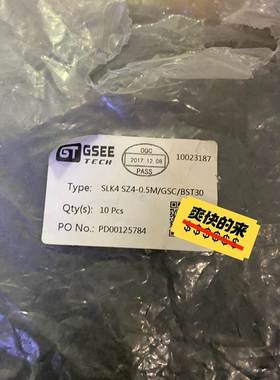 GT GSEE
TECH
OQC
2017.12.08
PASS
10023187
Type: SLK4 SZ4-0.5M/GSC/BST30
Qty(s): 10 Pcs
PO No.: PD00125784
爽快的来
$$$$$$